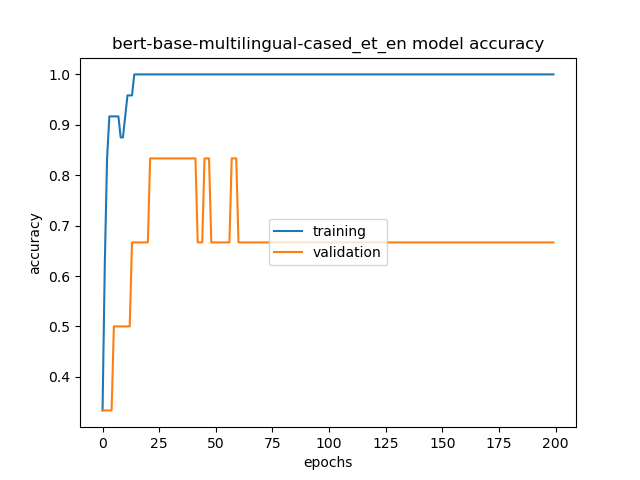 bert-base-multilingual-cased_et_en model accuracy
1.0
0.9
0.8
0.7
0.6
0.5
0.4
accuracy
training
validation
0 25 50 75 100 125 150 175 200
epochs